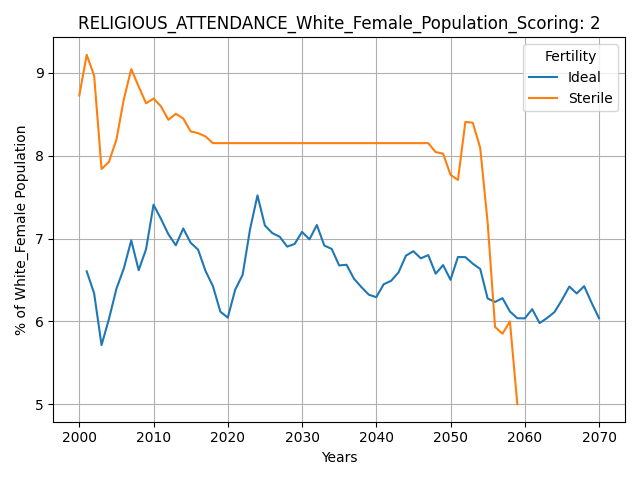 RELIGIOUS_ATTENDANCE_White_Female_Population_Scoring: 2
Fertility
Ideal
Sterile
% of White_Female Population
9
8
7
6
5
2000 2010 2020 2030 2040 2050 2060 2070
Years